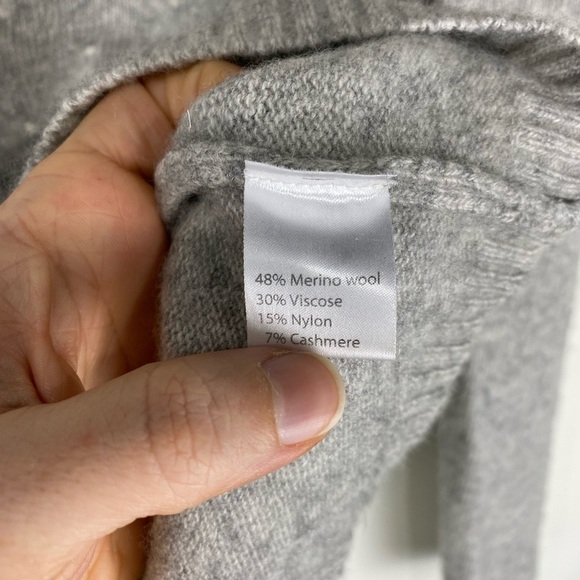 48% Merino wool
30% Viscose
15% Nylon
7% Cashmere